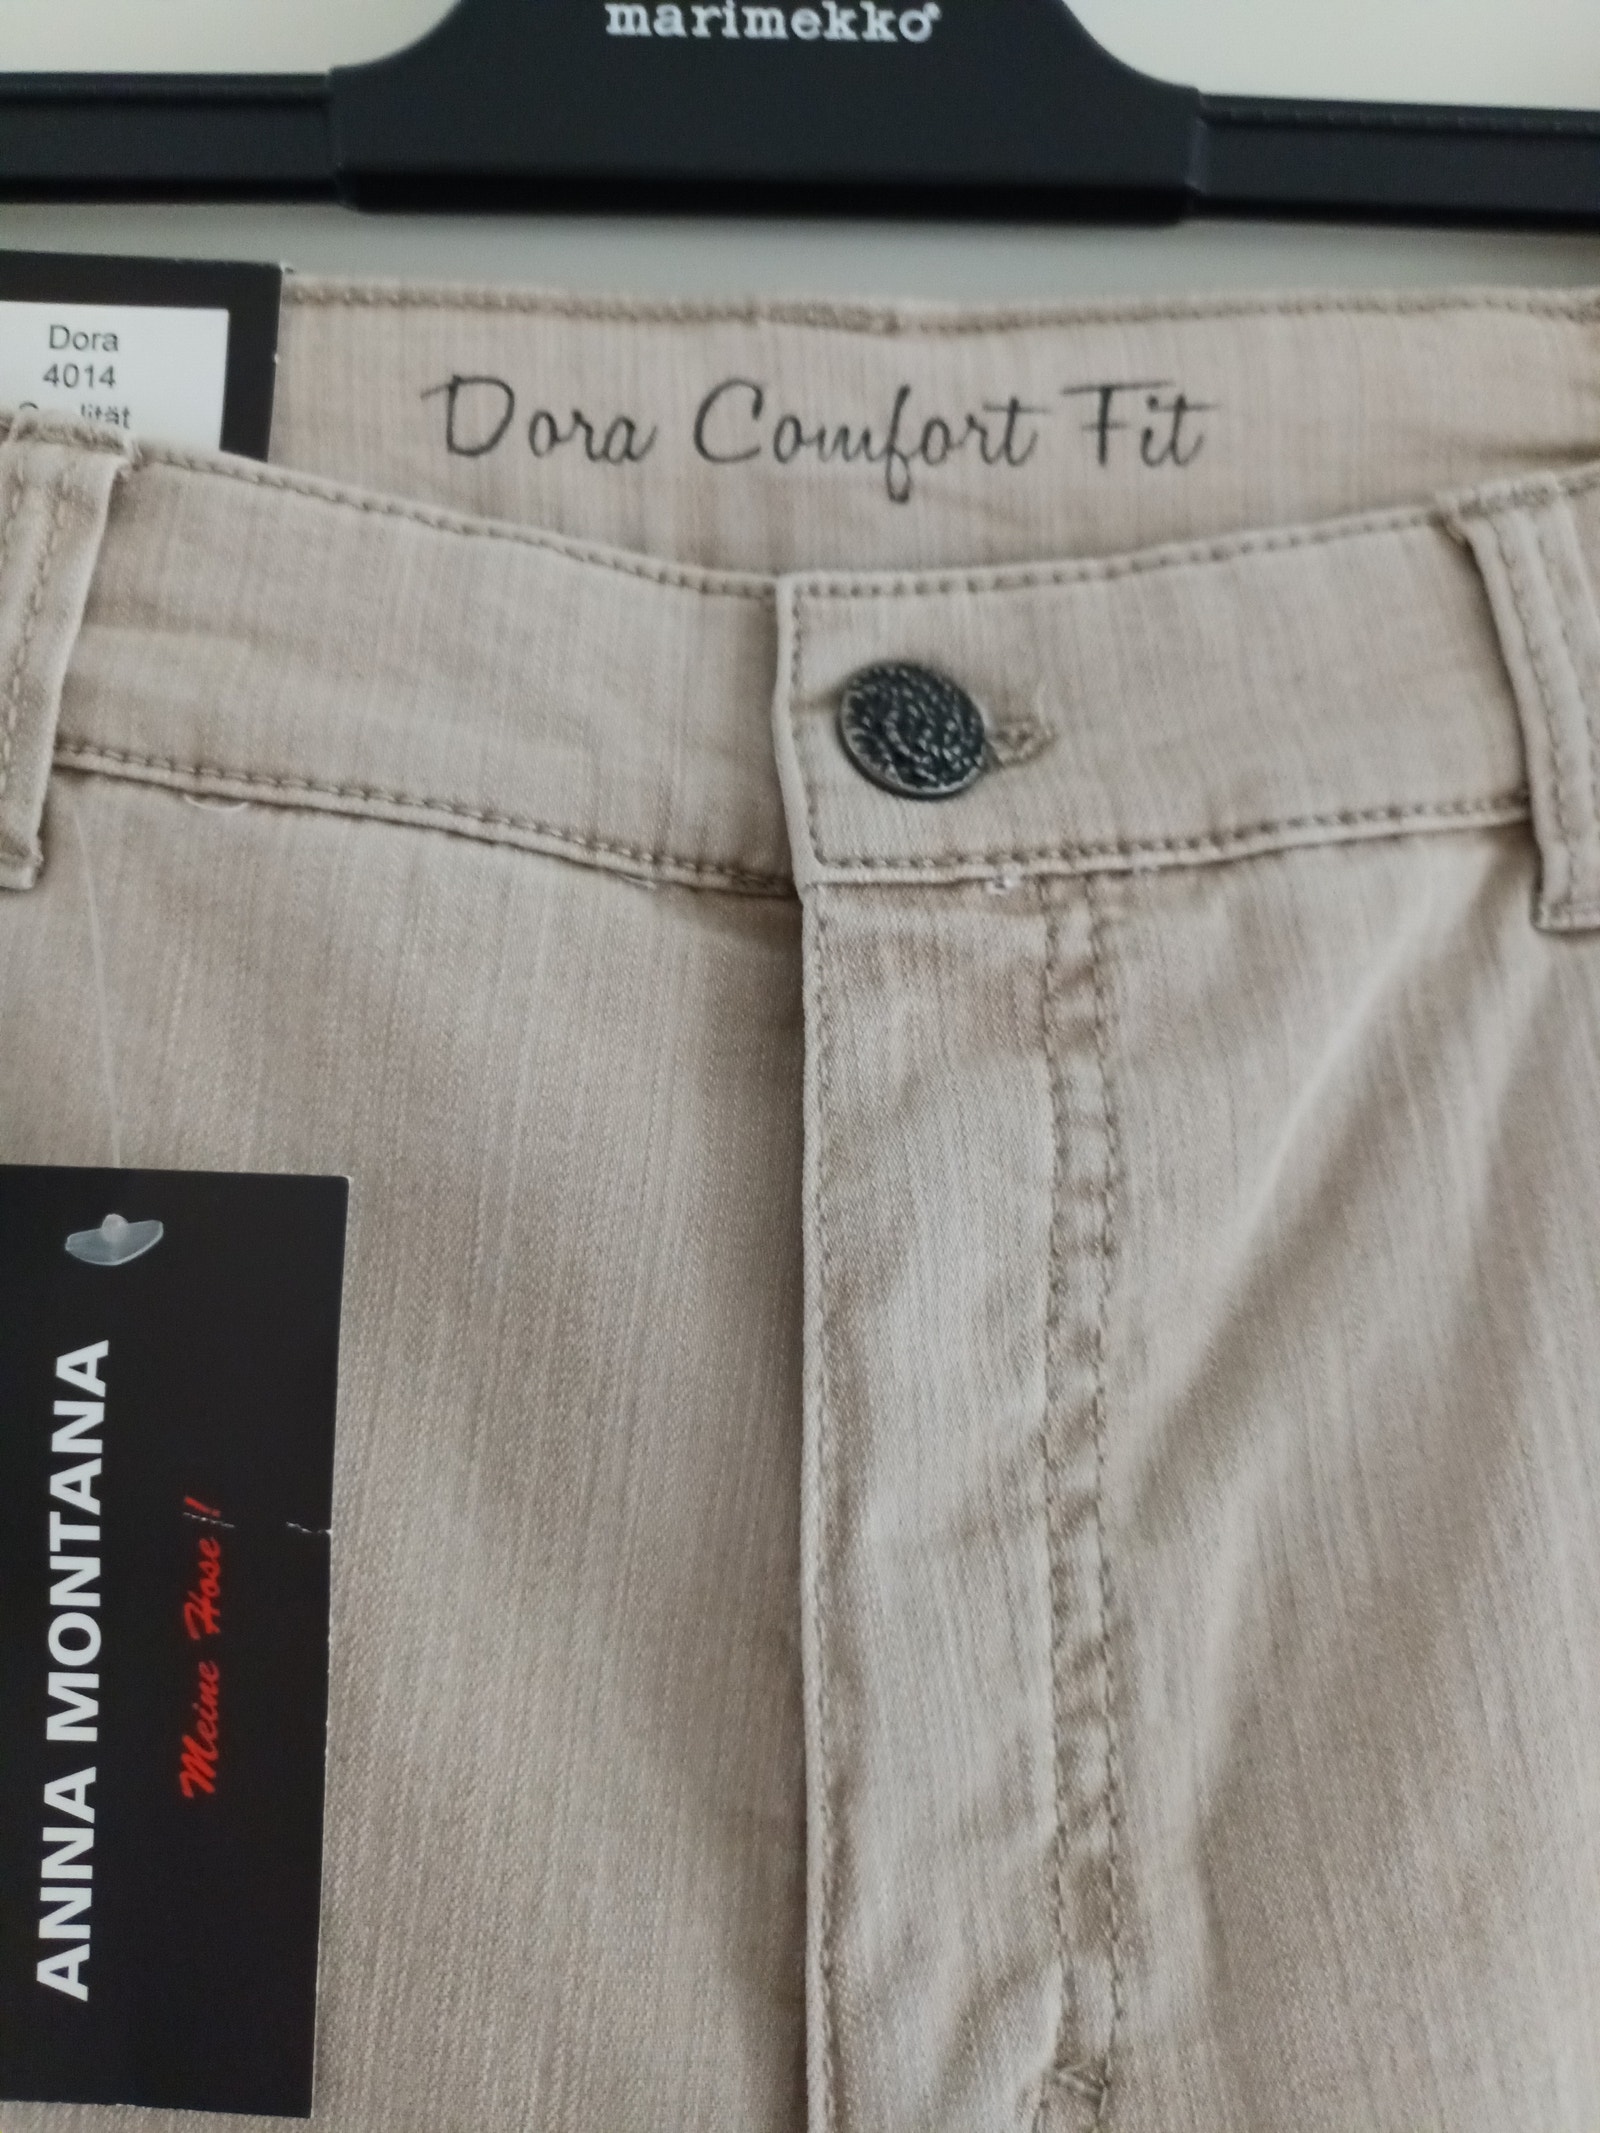 marimekko
Dora
4014
Dora Comfort Fit
ANNA MONTANA
Meine Hose!!